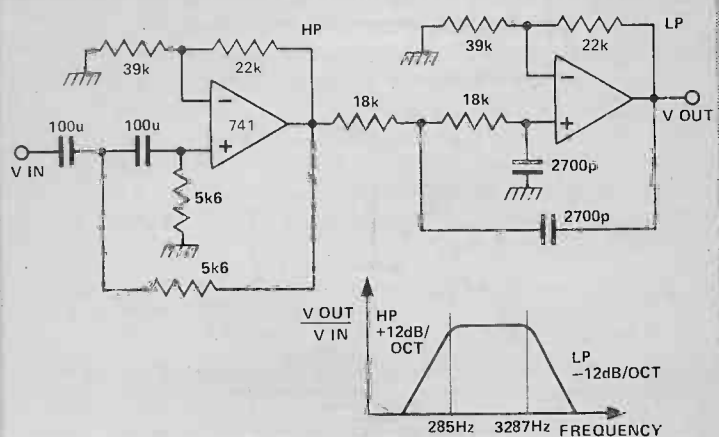 HP
LP
39k
22k
39k
22k
−
741
+
−
+
100u
100u
18k
18k
V IN
V OUT
5k6
2700p
2700p
5k6
V OUT
V IN
HP
+12dB/
OCT
LP
−12dB/OCT
285Hz
3287Hz
FREQUENCY